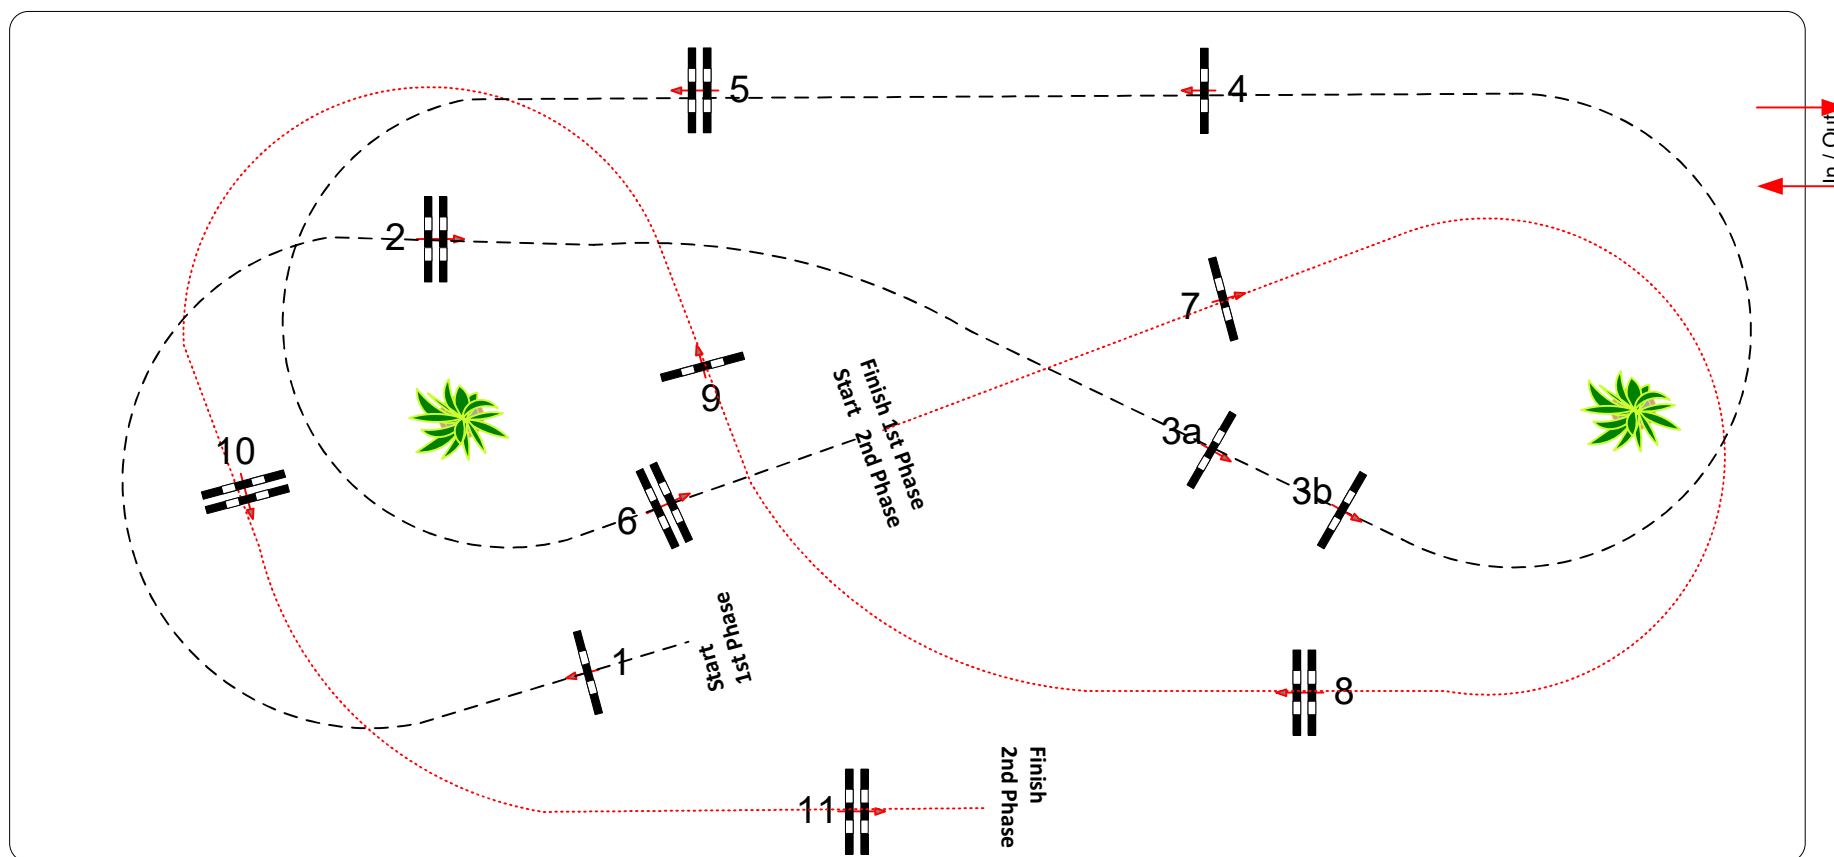 5
4
In / Out
2
7
Finish 1st Phase
Start 2nd Phase
9
3a
10
3b
6
1st Phase
Start
1
8
Finish
2nd Phase
11